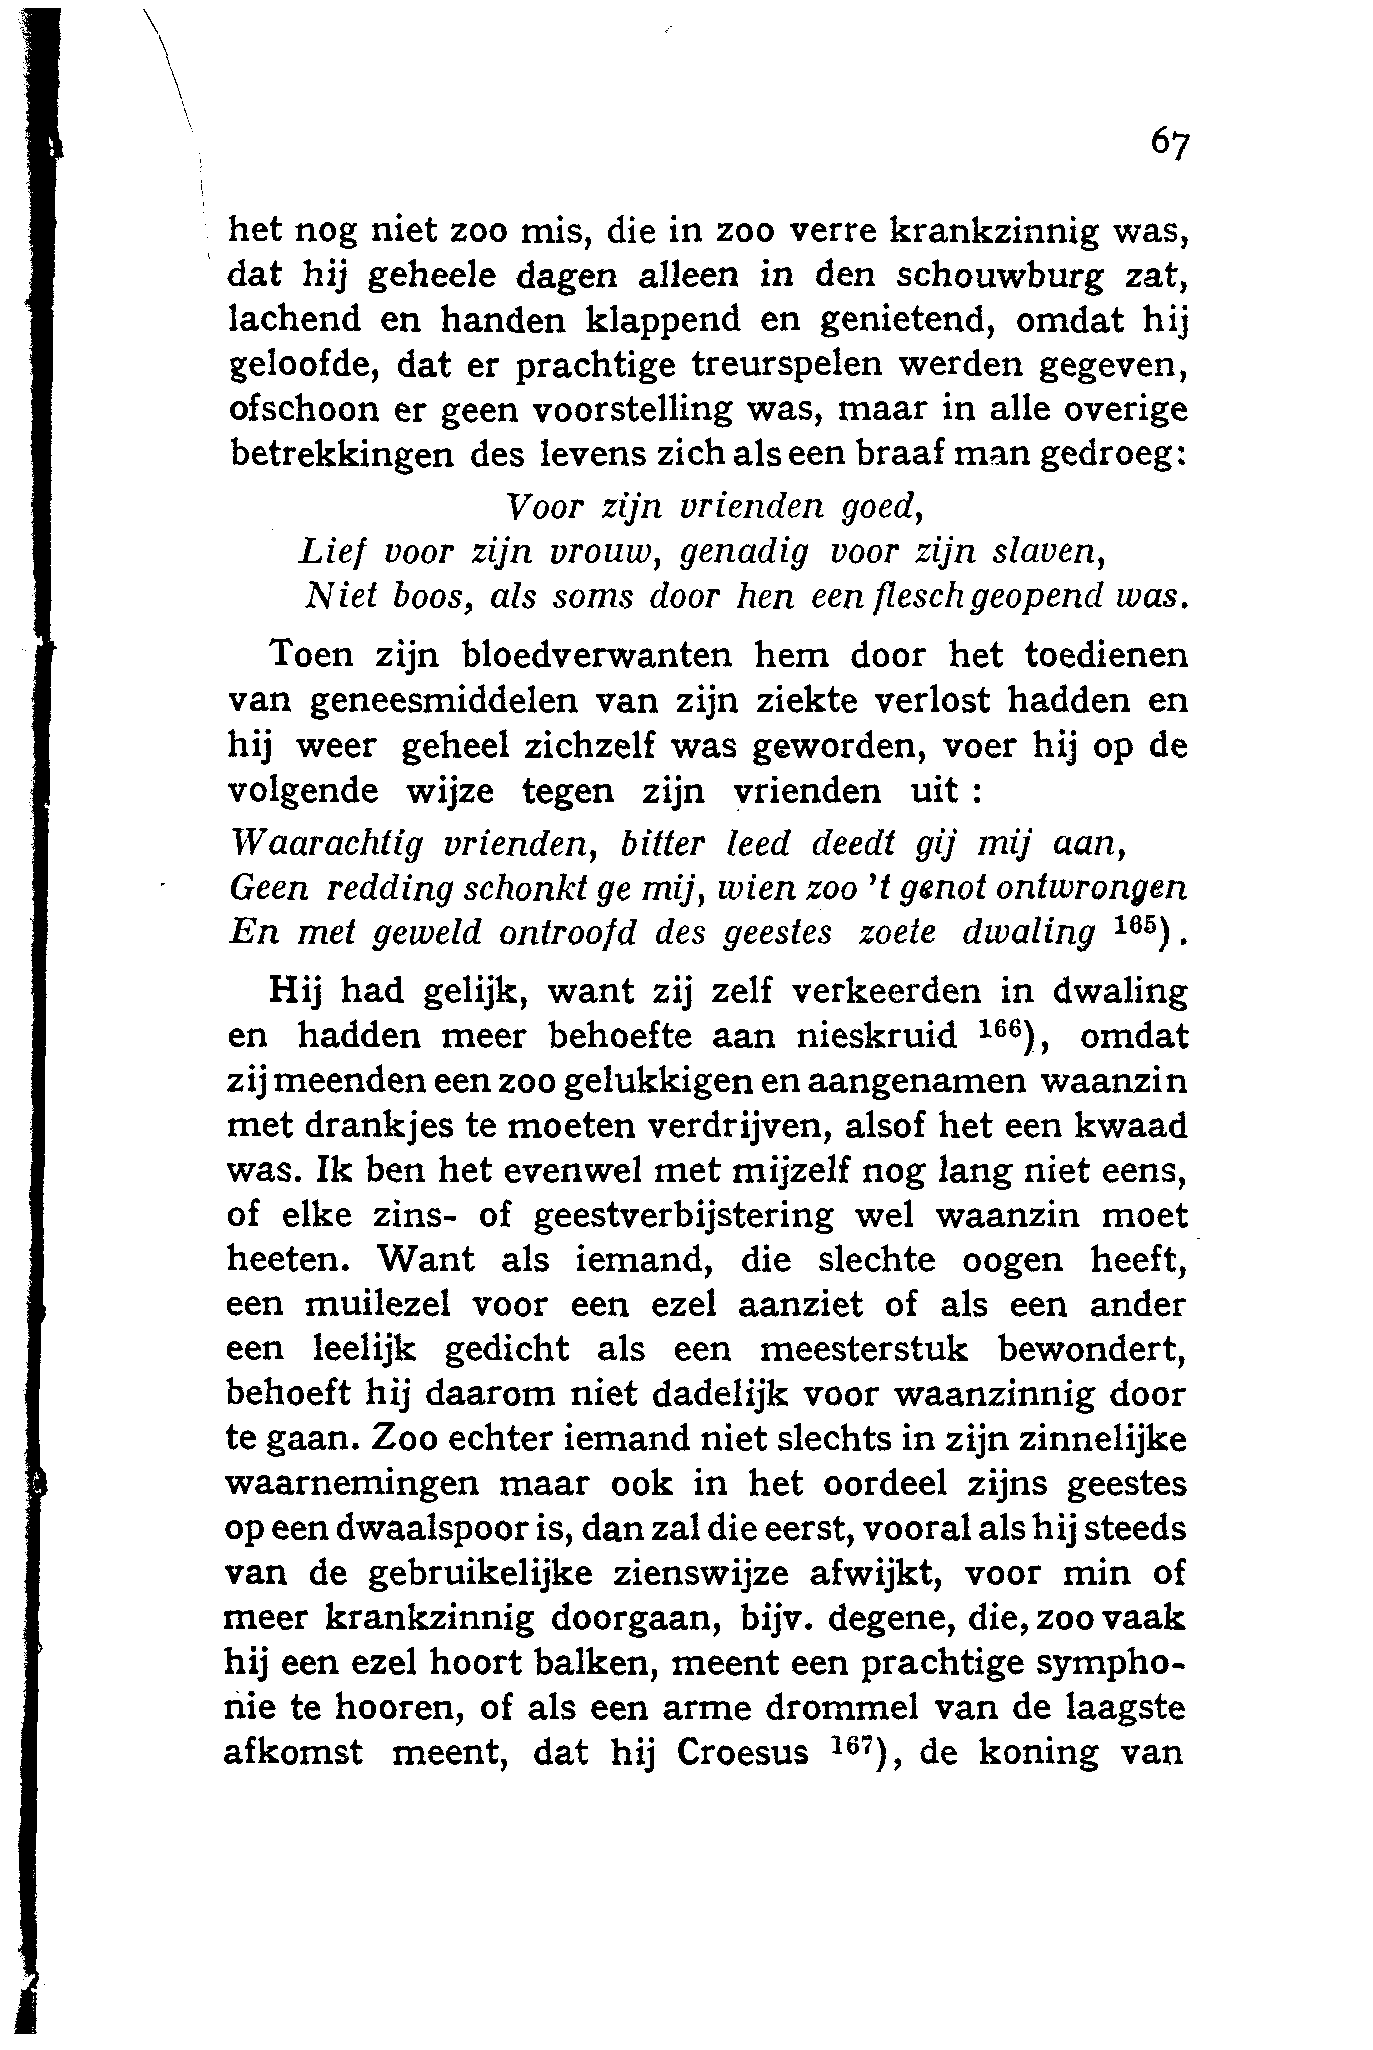 67
het nog niet zoo mis, die in zoo verre krankzinnig was,
dat hij geheele dagen alleen in den schouwburg zat,
lachend en handen klappend en genietend, omdat hij
geloofde, dat er prachtige treurspelen werden gegeven,
ofschoon er geen voorstelling was, maar in alle overige
betrekkingen des levens zich als een braaf man gedroeg:
Voor zijn vrienden goed,
Lief voor zijn vrouw, genadig voor zijn slaven,
Niet boos, als soms door hen een flesch geopend was.
Toen zijn bloedverwanten hem door het toedienen
van geneesmiddelen van zijn ziekte verlost hadden en
hij weer geheel zichzelf was geworden, voer hij op de
volgende wijze tegen zijn vrienden uit :
Waarachtig vrienden, bitter leed deedt gij mij aan,
Geen redding schonkt ge mij, wien zoo 't genot ontwrongen
En met geweld ontroofd des geestes zoete dwaling ¹⁶⁵).
Hij had gelijk, want zij zelf verkeerden in dwaling
en hadden meer behoefte aan nieskruid ¹⁶⁶), omdat
zij meenden een zoo gelukkigen en aangenamen waanzin
met drankjes te moeten verdrijven, alsof het een kwaad
was. Ik ben het evenwel met mijzelf nog lang niet eens,
of elke zins- of geestverbijstering wel waanzin moet
heeten. Want als iemand, die slechte oogen heeft,
een muilezel voor een ezel aanziet of als een ander
een leelijk gedicht als een meesterstuk bewondert,
behoeft hij daarom niet dadelijk voor waanzinnig door
te gaan. Zoo echter iemand niet slechts in zijn zinnelijke
waarnemingen maar ook in het oordeel zijns geestes
op een dwaalspoor is, dan zal die eerst, vooral als hij steeds
van de gebruikelijke zienswijze afwijkt, voor min of
meer krankzinnig doorgaan, bijv. degene, die, zoo vaak
hij een ezel hoort balken, meent een prachtige sympho-
nie te hooren, of als een arme drommel van de laagste
afkomst meent, dat hij Croesus ¹⁶⁷), de koning van